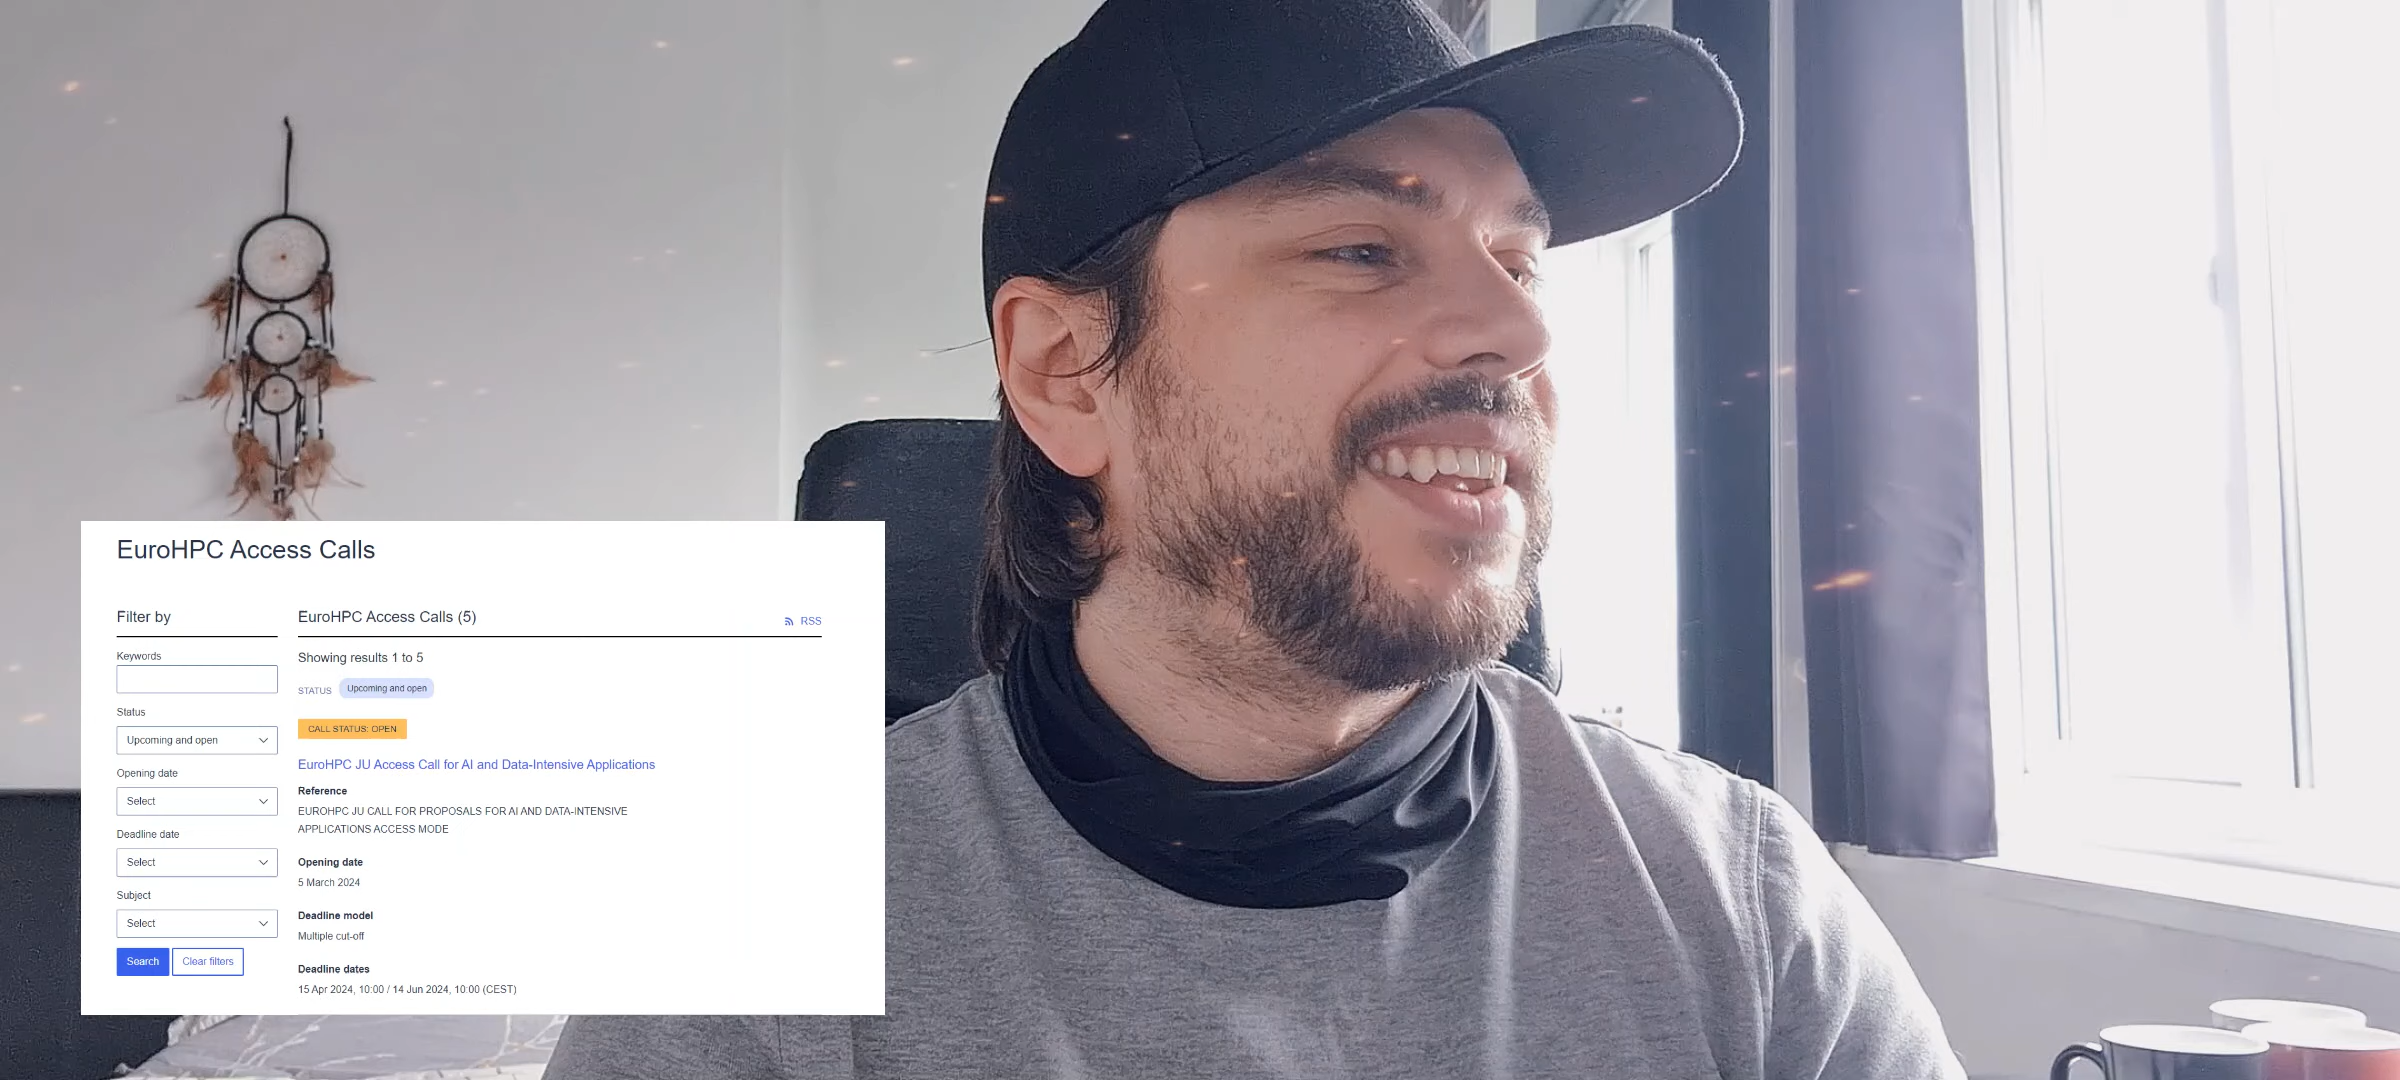 EuroHPC Access Calls
Filter by
Keywords
Status
Upcoming and open
Opening date
Select
Deadline date
Select
Subject
Select
Search
Clear filters
EuroHPC Access Calls (5)
RSS
Showing results 1 to 5
STATUS Upcoming and open
CALL STATUS: OPEN
EuroHPC JU Access Call for AI and Data-Intensive Applications
Reference
EUROHPC JU CALL FOR PROPOSALS FOR AI AND DATA-INTENSIVE
APPLICATIONS ACCESS MODE
Opening date
5 March 2024
Deadline model
Multiple cut-off
Deadline dates
15 Apr 2024, 10:00 / 14 Jun 2024, 10:00 (CEST)